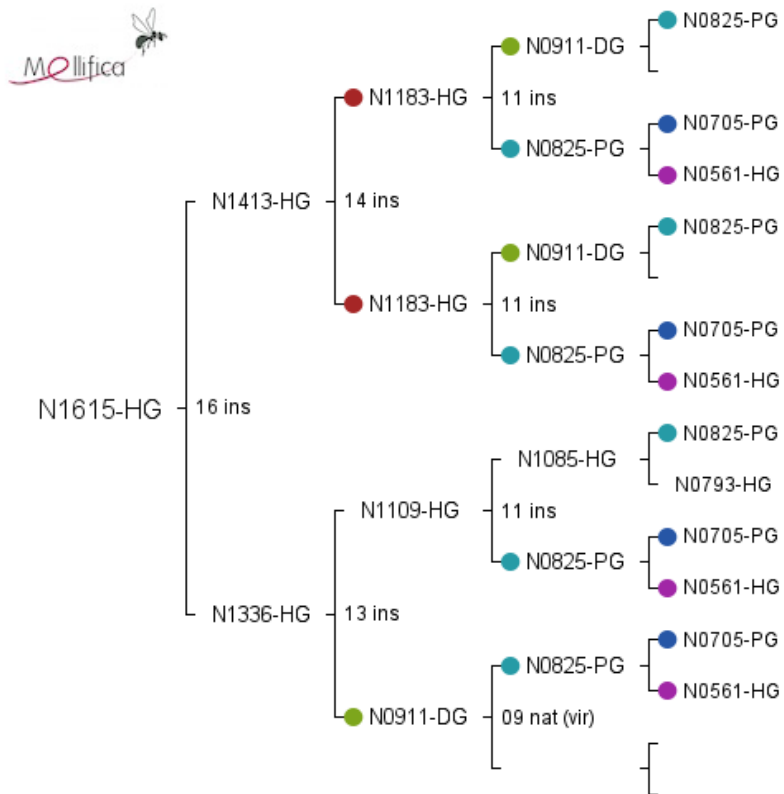 Mellifica
N0825-PG
N0911-DG
N1183-HG
11 ins
N0705-PG
N0825-PG
N0561-HG
N1413-HG
14 ins
N0825-PG
N0911-DG
N1183-HG
11 ins
N0705-PG
N0825-PG
N0561-HG
N1615-HG
16 ins
N0825-PG
N1085-HG
N0793-HG
N1109-HG
11 ins
N0705-PG
N0825-PG
N0561-HG
N1336-HG
13 ins
N0705-PG
N0825-PG
N0561-HG
N0911-DG
09 nat (vir)